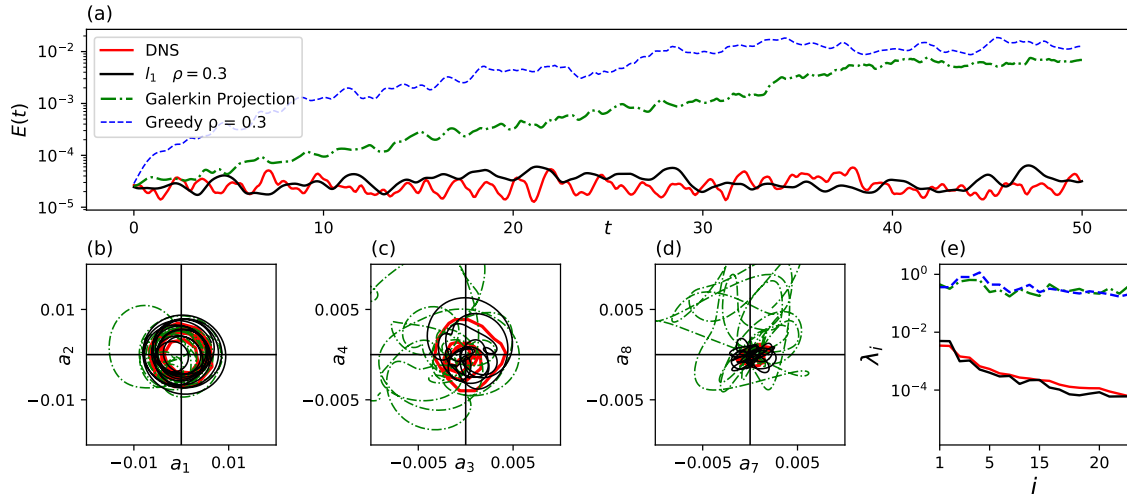 (a)
E(t)
10⁻²
10⁻³
10⁻⁴
10⁻⁵
DNS
l₁ ρ = 0.3
Galerkin Projection
Greedy ρ = 0.3
0 10 20 30 40 50
t
(b)
a₂
0.01
−0.01
−0.01 0.01
a₁
(c)
a₄
0.005
−0.005
−0.005 0.005
a₃
(d)
a₈
0.005
−0.005
−0.005 0.005
a₇
(e)
λᵢ
10⁰
10⁻²
10⁻⁴
1 5 15 20
i